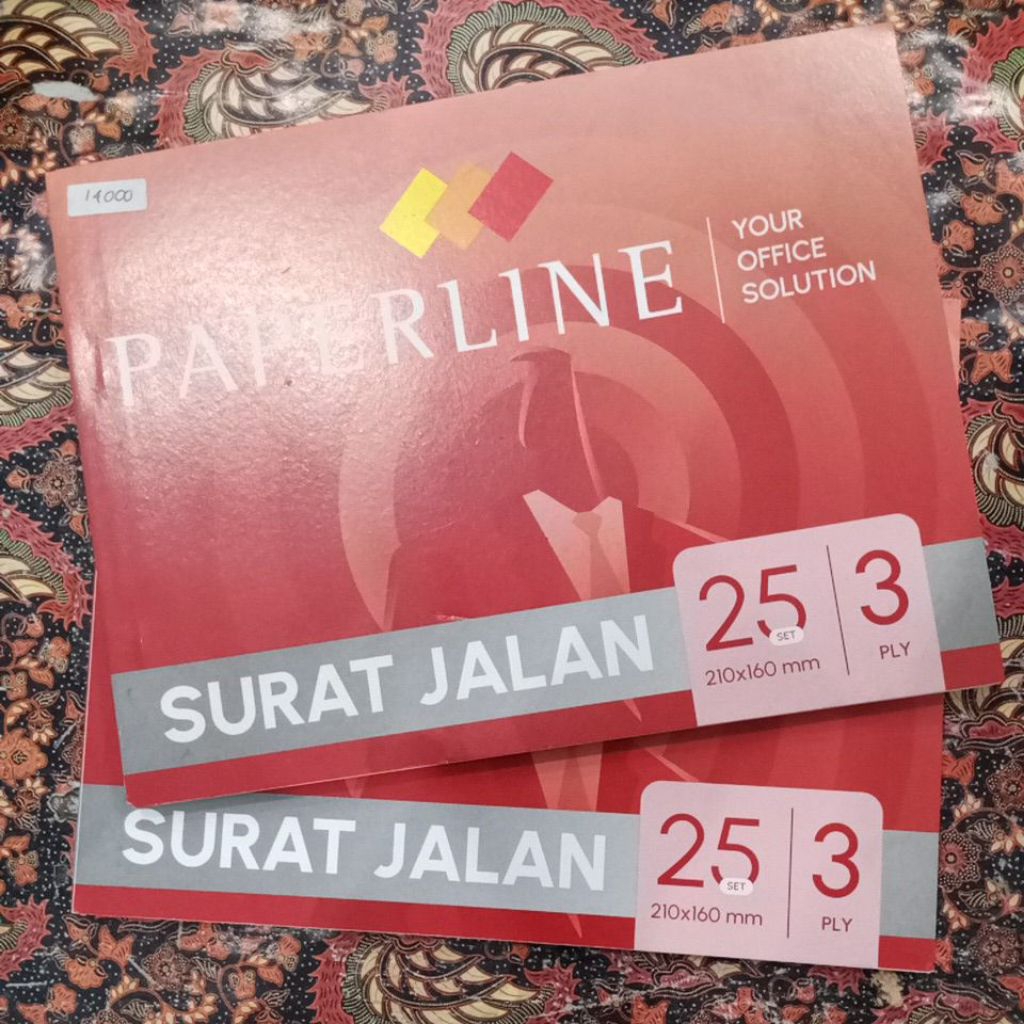 14000
PAPERLINE
YOUR
OFFICE
SOLUTION
SURAT JALAN
25
SET
210x160 mm
3
PLY
SURAT JALAN
25
SET
210x160 mm
3
PLY